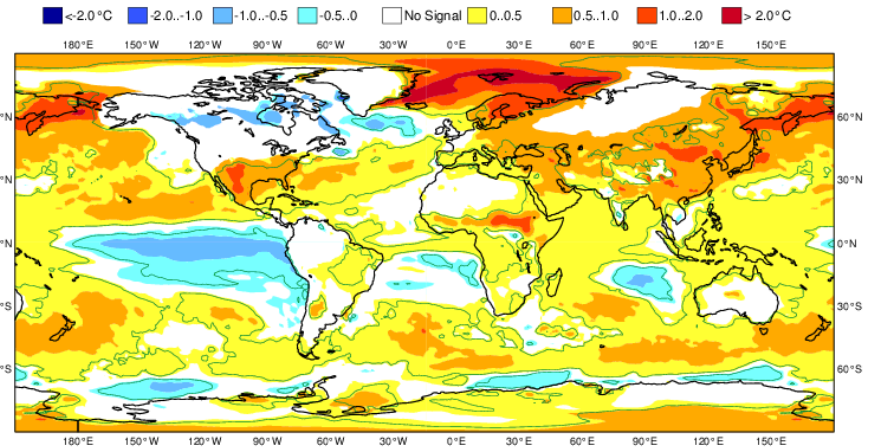 <-2.0°C -2.0..-1.0 -1.0..-0.5 -0.5..0 No Signal 0..0.5 0.5..1.0 1.0..2.0 > 2.0°C
180°E 150°W 120°W 90°W 60°W 30°W 0°E 30°E 60°E 90°E 120°E 150°E
°N 60°N
°N 30°N
°N 0°N
°S 30°S
°S 60°S
180°E 150°W 120°W 90°W 60°W 30°W 0°E 30°E 60°E 90°E 120°E 150°E